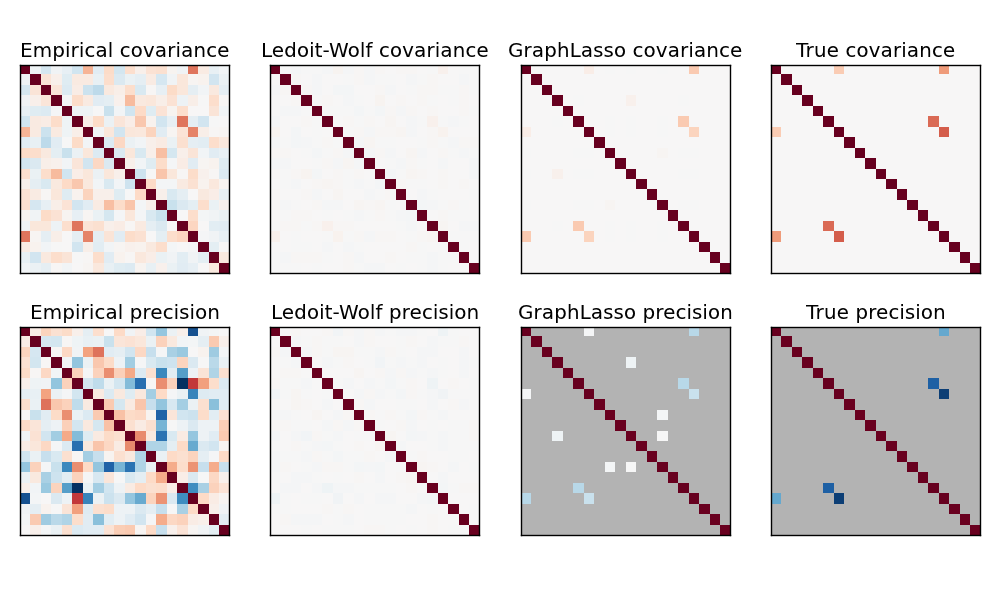 Empirical covariance
Ledoit-Wolf covariance
GraphLasso covariance
True covariance
Empirical precision
Ledoit-Wolf precision
GraphLasso precision
True precision